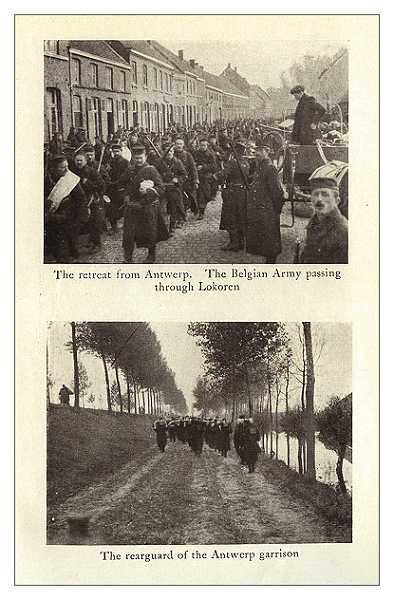 The retreat from Antwerp. The Belgian Army passing
through Lokoren
The rearguard of the Antwerp garrison